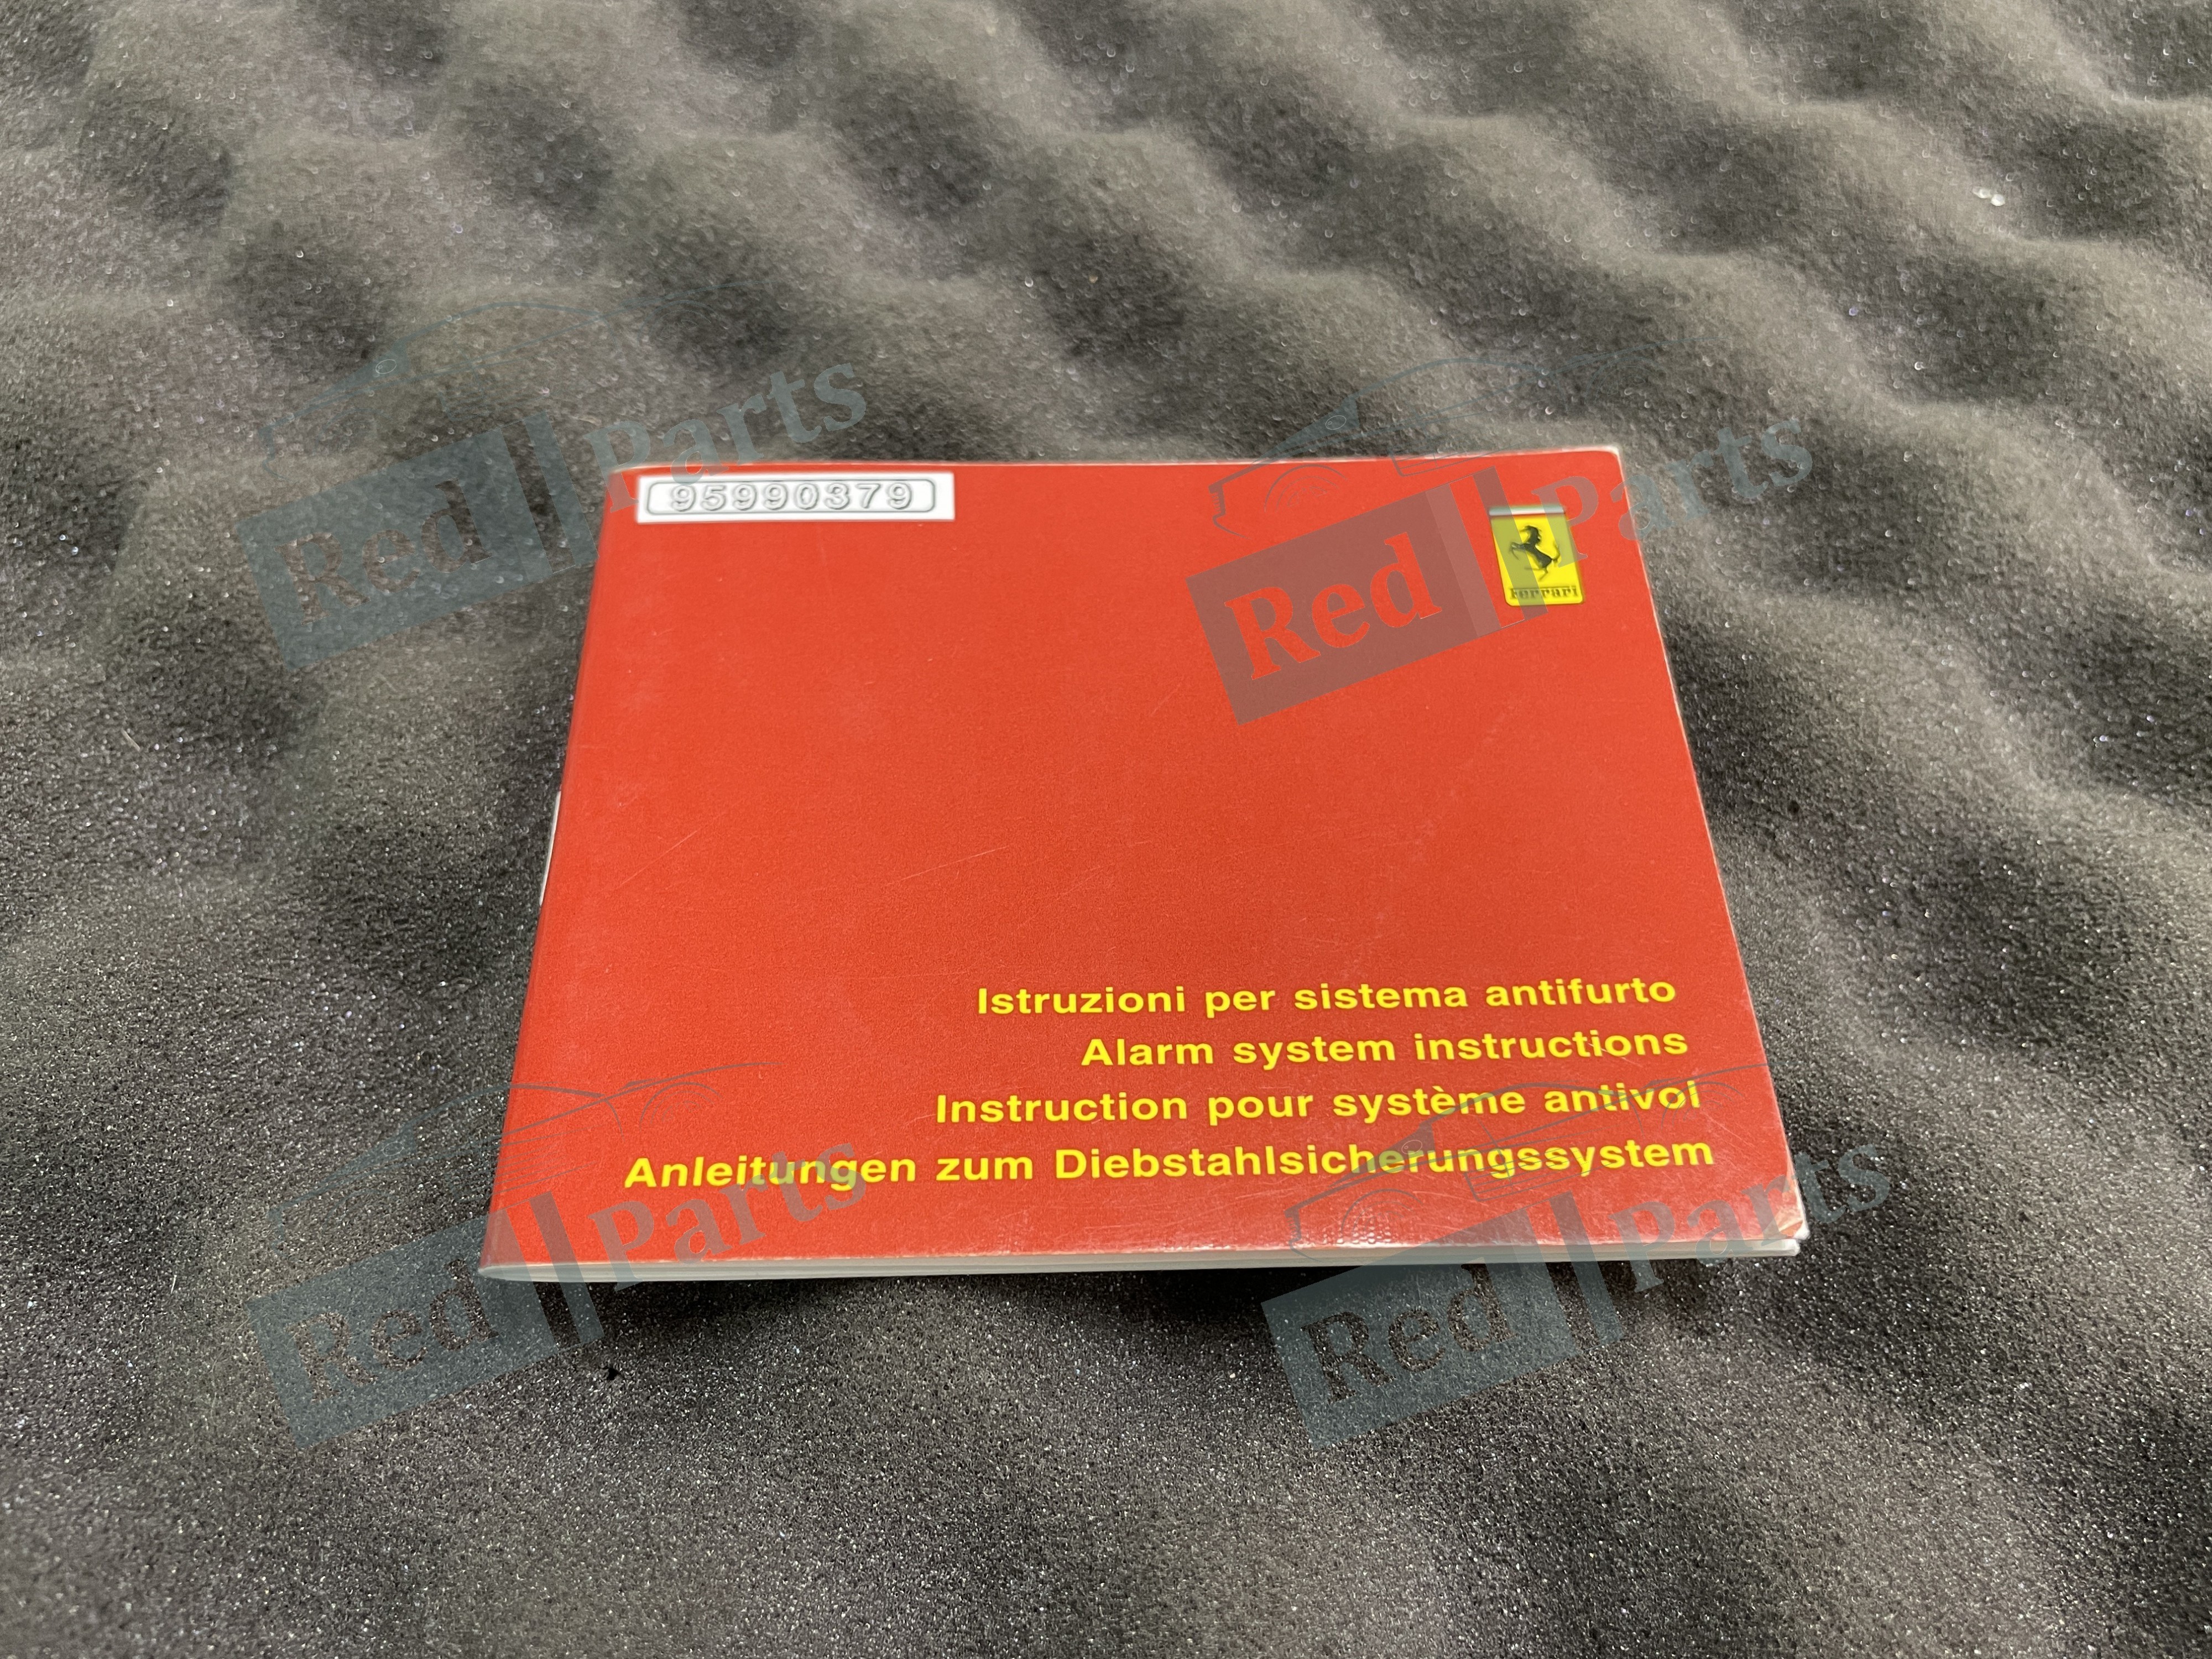 95990379
Ferrari
Istruzioni per sistema antifurto
Alarm system instructions
Instruction pour système antivol
Anleitungen zum Diebstahlsicherungssystem
Red Parts
Red Parts
Red Parts
Red Parts